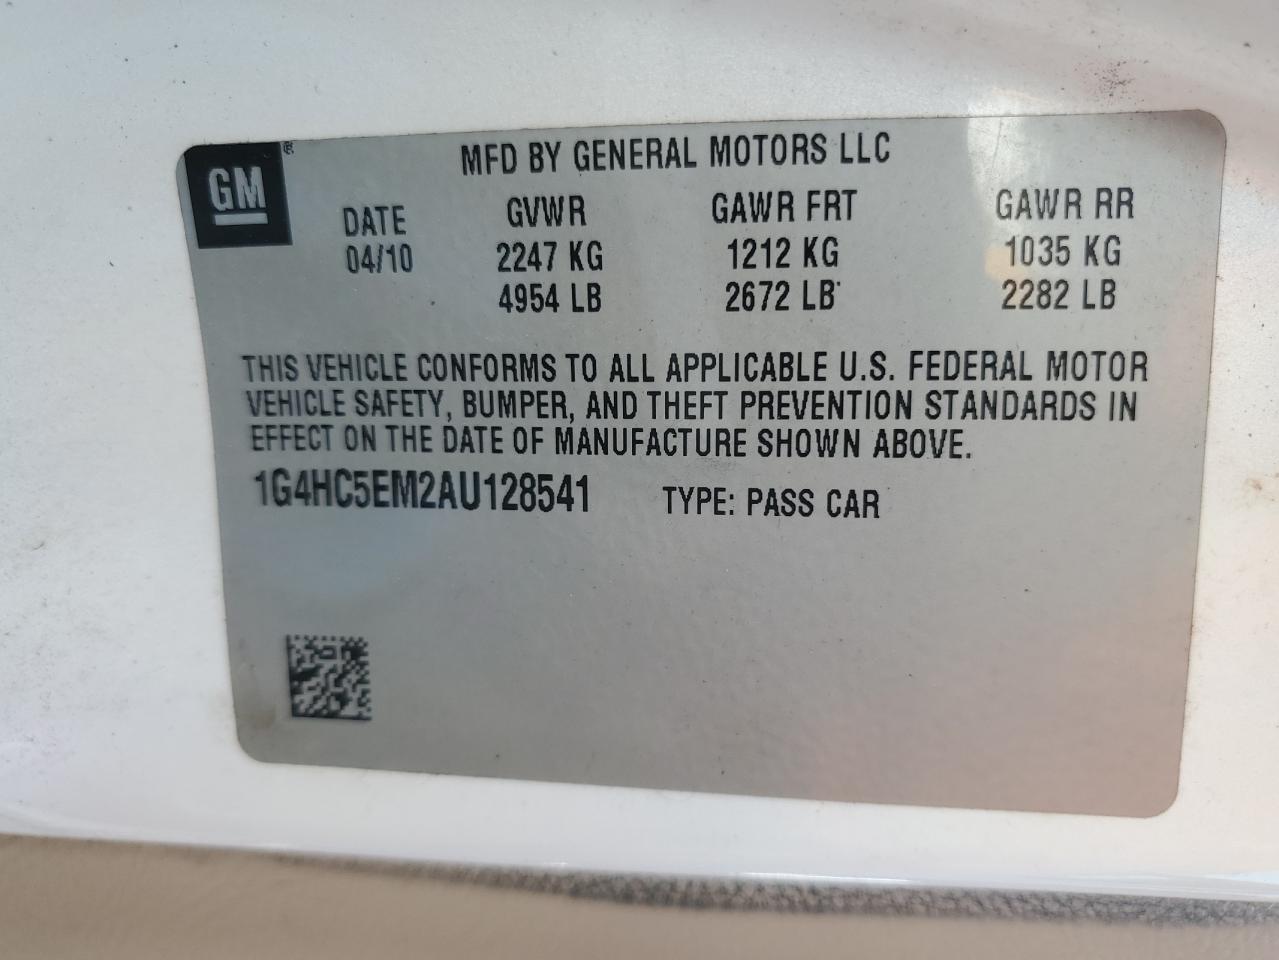 GM ®
MFD BY GENERAL MOTORS LLC
DATE GVWR GAWR FRT GAWR RR
04/10 2247 KG 1212 KG 1035 KG
4954 LB 2672 LB 2282 LB
THIS VEHICLE CONFORMS TO ALL APPLICABLE U.S. FEDERAL MOTOR
VEHICLE SAFETY, BUMPER, AND THEFT PREVENTION STANDARDS IN
EFFECT ON THE DATE OF MANUFACTURE SHOWN ABOVE.
1G4HC5EM2AU128541 TYPE: PASS CAR